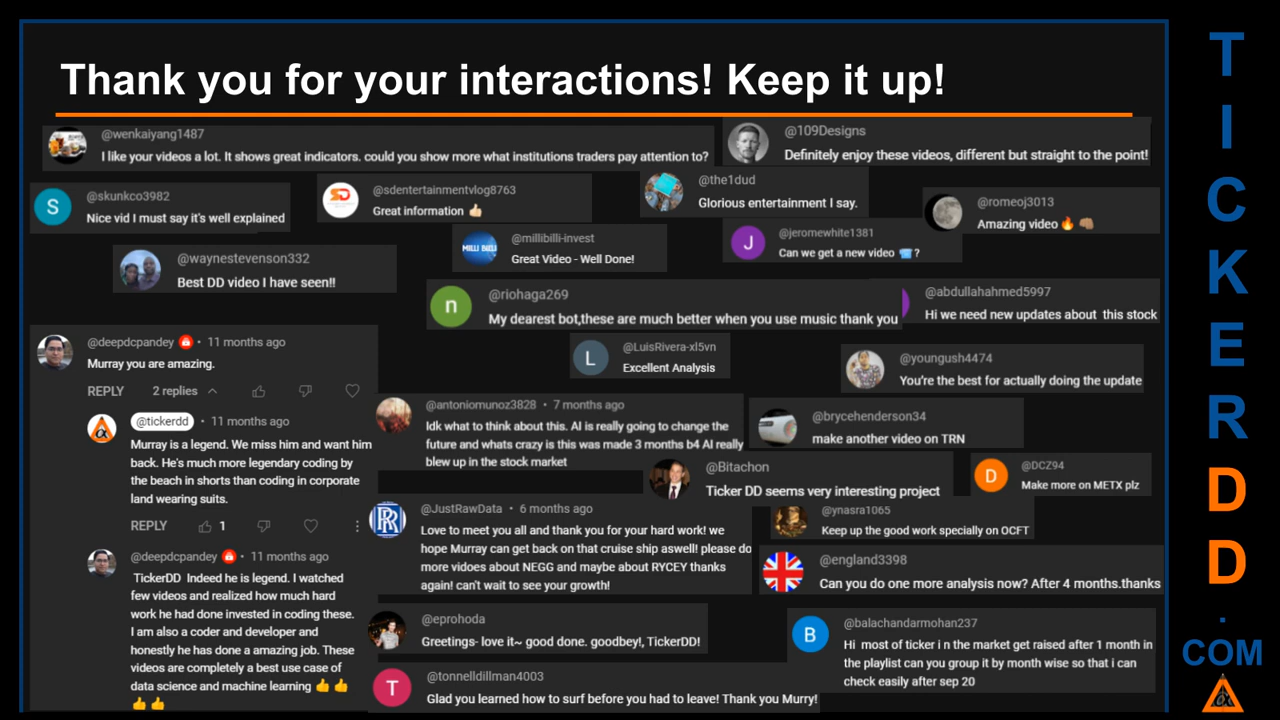 Thank you for your interactions! Keep it up!
@wenkaiyang1487
I like your videos a lot. It shows great indicators. could you show more what institutions traders pay attention to?
@109Designs
Definitely enjoy these videos, different but straight to the point!
S
@skunkco3982
Nice vid I must say it's well explained
SD
@sdentertainmentvlog8763
Great information 👍🏻
@the1dud
Glorious entertainment I say.
@romeoj3013
Amazing video 🔥 👊🏽
MILLI BILLI
@millibilli-invest
Great Video - Well Done!
J
@jeromewhite1381
Can we get a new video ?
@waynestevenson332
Best DD video I have seen!!
n
@riohaga269
My dearest bot,these are much better when you use music thank you
@abdullahahmed5997
Hi we need new updates about this stock
L
@LuisRivera-xl5vn
Excellent Analysis
@youngush4474
You're the best for actually doing the update
@deepdcpandey • 11 months ago
Murray you are amazing.
REPLY 2 replies
@tickerdd • 11 months ago
Murray is a legend. We miss him and want him
back. He's much more legendary coding by
the beach in shorts than coding in corporate
land wearing suits.
REPLY 1
@deepdcpandey • 11 months ago
TickerDD Indeed he is legend. I watched
few videos and realized how much hard
work he had done invested in coding these.
I am also a coder and developer and
honestly he has done a amazing job. These
videos are completely a best use case of
data science and machine learning 👍 👍
👍 👍
@antoniomunoz3828 • 7 months ago
Idk what to think about this. AI is really going to change the
future and whats crazy is this was made 3 months b4 AI really
blew up in the stock market
@brycehenderson34
make another video on TRN
@Bitachon
Ticker DD seems very interesting project
D
@DCZ94
Make more on METX plz
RR
@JustRawData • 6 months ago
Love to meet you all and thank you for your hard work! we
hope Murray can get back on that cruise ship aswell! please do
more vidoes about NEGG and maybe about RYCEY thanks
again! can't wait to see your growth!
@ynasra1065
Keep up the good work specially on OCFT
@england3398
Can you do one more analysis now? After 4 months.thanks
@eprohoda
Greetings- love it~ good done. goodbey!, TickerDD!
B
@balachandarmohan237
Hi most of ticker i n the market get raised after 1 month in
the playlist can you group it by month wise so that i can
check easily after sep 20
T
@tonnelldillman4003
Glad you learned how to surf before you had to leave! Thank you Murry!
T
I
C
K
E
R
D
D
.
COM